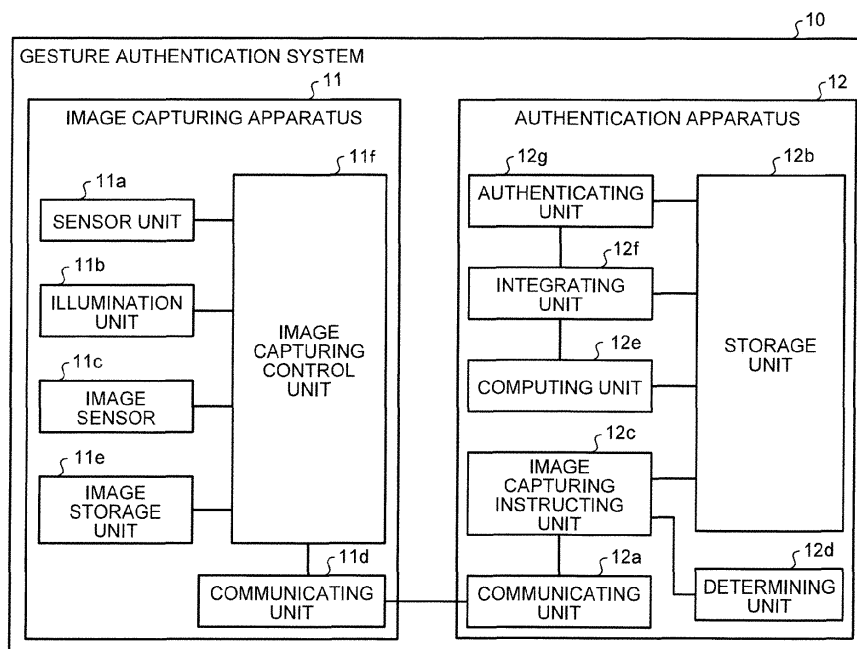 10
GESTURE AUTHENTICATION SYSTEM
11
IMAGE CAPTURING APPARATUS
11f
11a
SENSOR UNIT
11b
ILLUMINATION
UNIT
11c
IMAGE
SENSOR
11e
IMAGE
STORAGE
UNIT
IMAGE
CAPTURING
CONTROL
UNIT
11d
COMMUNICATING
UNIT
12
AUTHENTICATION APPARATUS
12g
AUTHENTICATING
UNIT
12f
INTEGRATING
UNIT
12e
COMPUTING UNIT
12c
IMAGE
CAPTURING
INSTRUCTING
UNIT
12a
COMMUNICATING
UNIT
12b
STORAGE
UNIT
12d
DETERMINING
UNIT